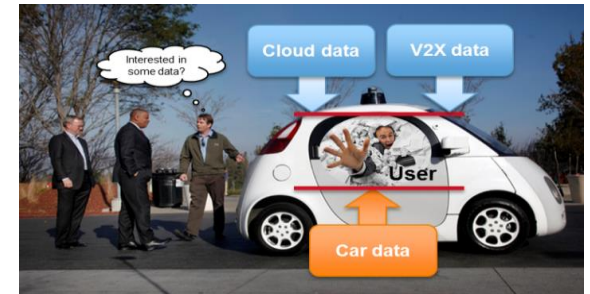 Cloud data
V2X data
Interested in
some data?
User
Car data